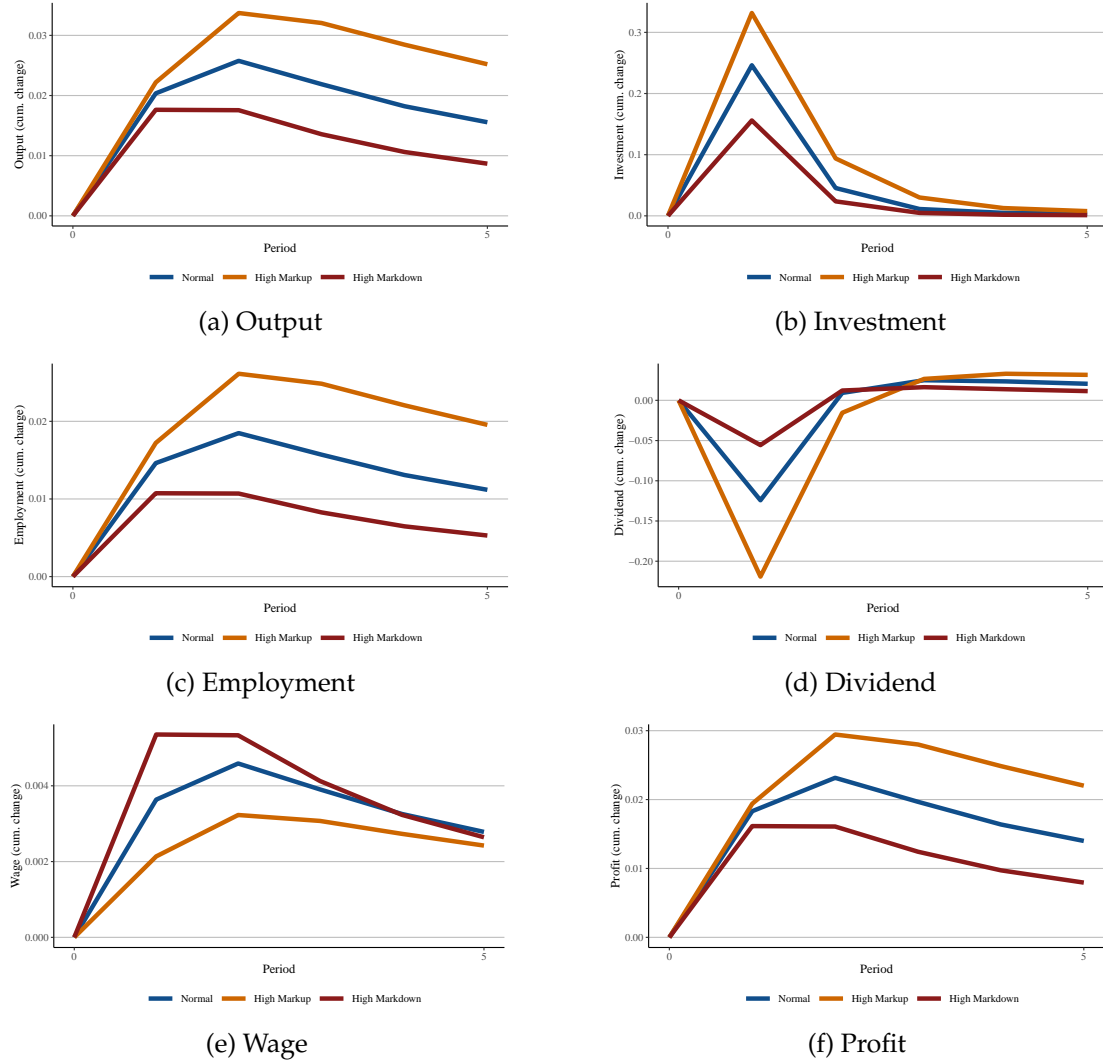 Output (cum. change)
0.03
0.02
0.01
0.00
0
5
Period
Normal High Markup High Markdown
(a) Output
Investment (cum. change)
0.3
0.2
0.1
0.0
0
5
Period
Normal High Markup High Markdown
(b) Investment
Employment (cum. change)
0.02
0.01
0.00
0
5
Period
Normal High Markup High Markdown
(c) Employment
Dividend (cum. change)
0.00
−0.05
−0.10
−0.15
−0.20
0
5
Period
Normal High Markup High Markdown
(d) Dividend
Wage (cum. change)
0.004
0.002
0.000
0
5
Period
Normal High Markup High Markdown
(e) Wage
Profit (cum. change)
0.03
0.02
0.01
0.00
0
5
Period
Normal High Markup High Markdown
(f) Profit